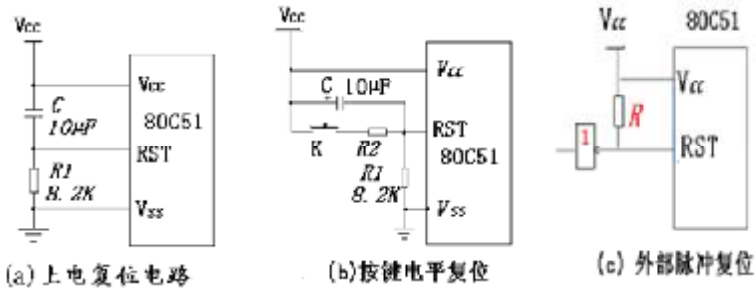 Vcc
Vcc
C
10μF
80C51
RST
R1
8.2K
Vss
(a)上电复位电路
Vcc
Vcc
C 10μF
RST
K
R2
80C51
R1
8.2K
Vss
(b)按键电平复位
80C51
Vcc
Vcc
R
1
RST
(c) 外部脉冲复位